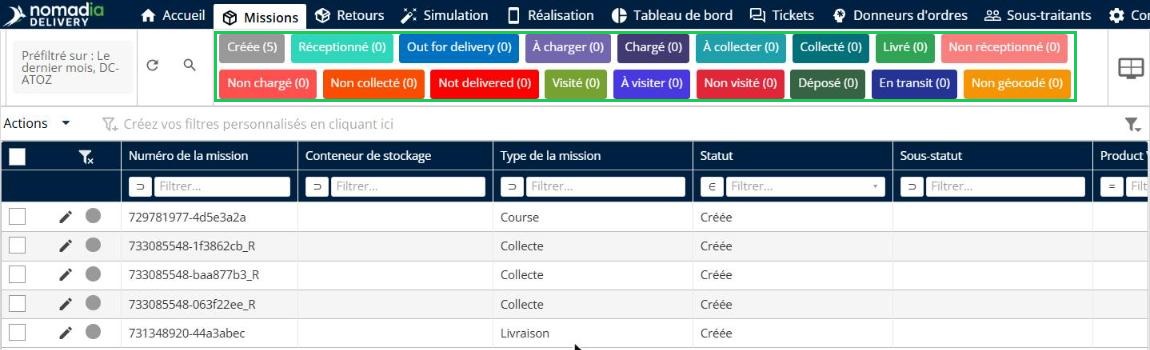 nomadia DELIVERY
Accueil Missions Retours Simulation Réalisation Tableau de bord Tickets Donneurs d'ordres Sous-traitants Con
Préfiltré sur : Le
dernier mois, DC-
ATOZ
Créée (5) Réceptionné (0) Out for delivery (0) À charger (0) Chargé (0) À collecter (0) Collecté (0) Livré (0) Non réceptionné (0)
Non chargé (0) Non collecté (0) Not delivered (0) Visité (0) À visiter (0) Non visité (0) Déposé (0) En transit (0) Non géocodé (0)
Actions Créez vos filtres personnalisés en cliquant ici
Numéro de la mission Conteneur de stockage Type de la mission Statut Sous-statut Product
⊃ Filtrer... ⊃ Filtrer... ⊃ Filtrer... ∈ Filtrer... ⊃ Filtrer... = Filt
729781977-4d5e3a2a Course Créée
733085548-1f3862cb_R Collecte Créée
733085548-baa877b3_R Collecte Créée
733085548-063f22ee_R Collecte Créée
731348920-44a3abec Livraison Créée